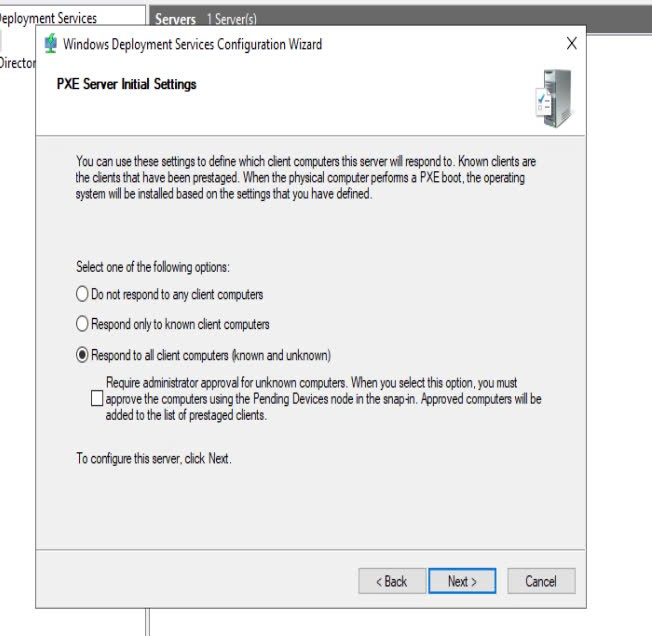 Deployment Services
Servers 1 Server(s)
Windows Deployment Services Configuration Wizard
X
Director
PXE Server Initial Settings
You can use these settings to define which client computers this server will respond to. Known clients are
the clients that have been prestaged. When the physical computer performs a PXE boot, the operating
system will be installed based on the settings that you have defined.
Select one of the following options:
Do not respond to any client computers
Respond only to known client computers
Respond to all client computers (known and unknown)
Require administrator approval for unknown computers. When you select this option, you must
approve the computers using the Pending Devices node in the snap-in. Approved computers will be
added to the list of prestaged clients.
To configure this server, click Next.
< Back
Next >
Cancel